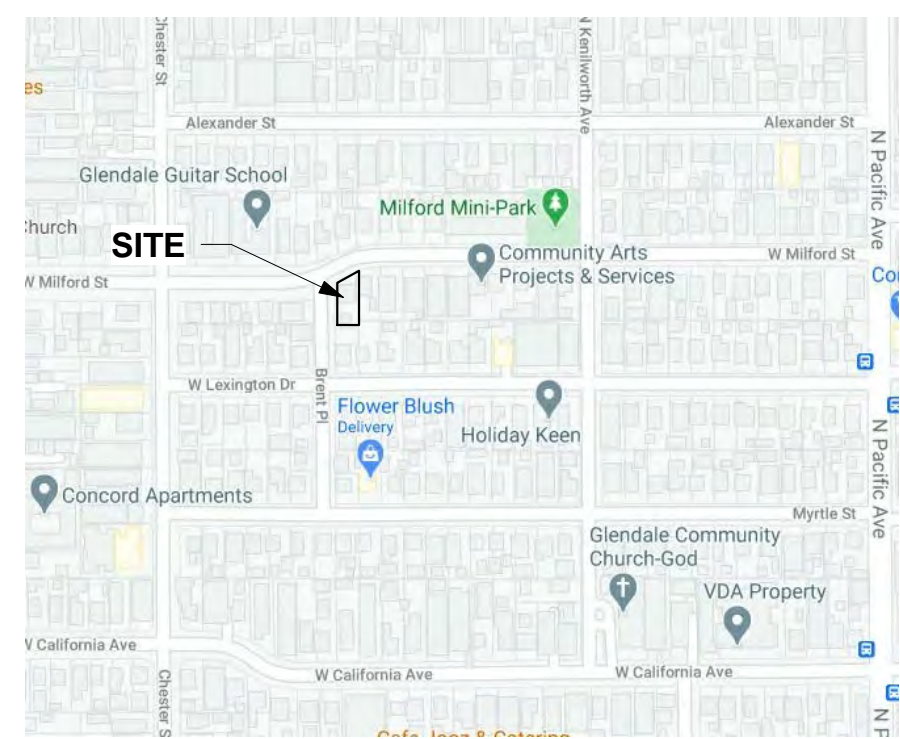 Chester St
N Kenilworth Ave
es
Alexander St
Alexander St
N Pacific Ave
Glendale Guitar School
Milford Mini-Park
hurch
SITE
Community Arts
Projects & Services
W Milford St
W Milford St
Co
W Lexington Dr
Brent Pl
Flower Blush
Delivery
Holiday Keen
N Pacific Ave
Concord Apartments
Myrtle St
Glendale Community
Church-God
VDA Property
W California Ave
W California Ave
W California Ave
Chester S
N P